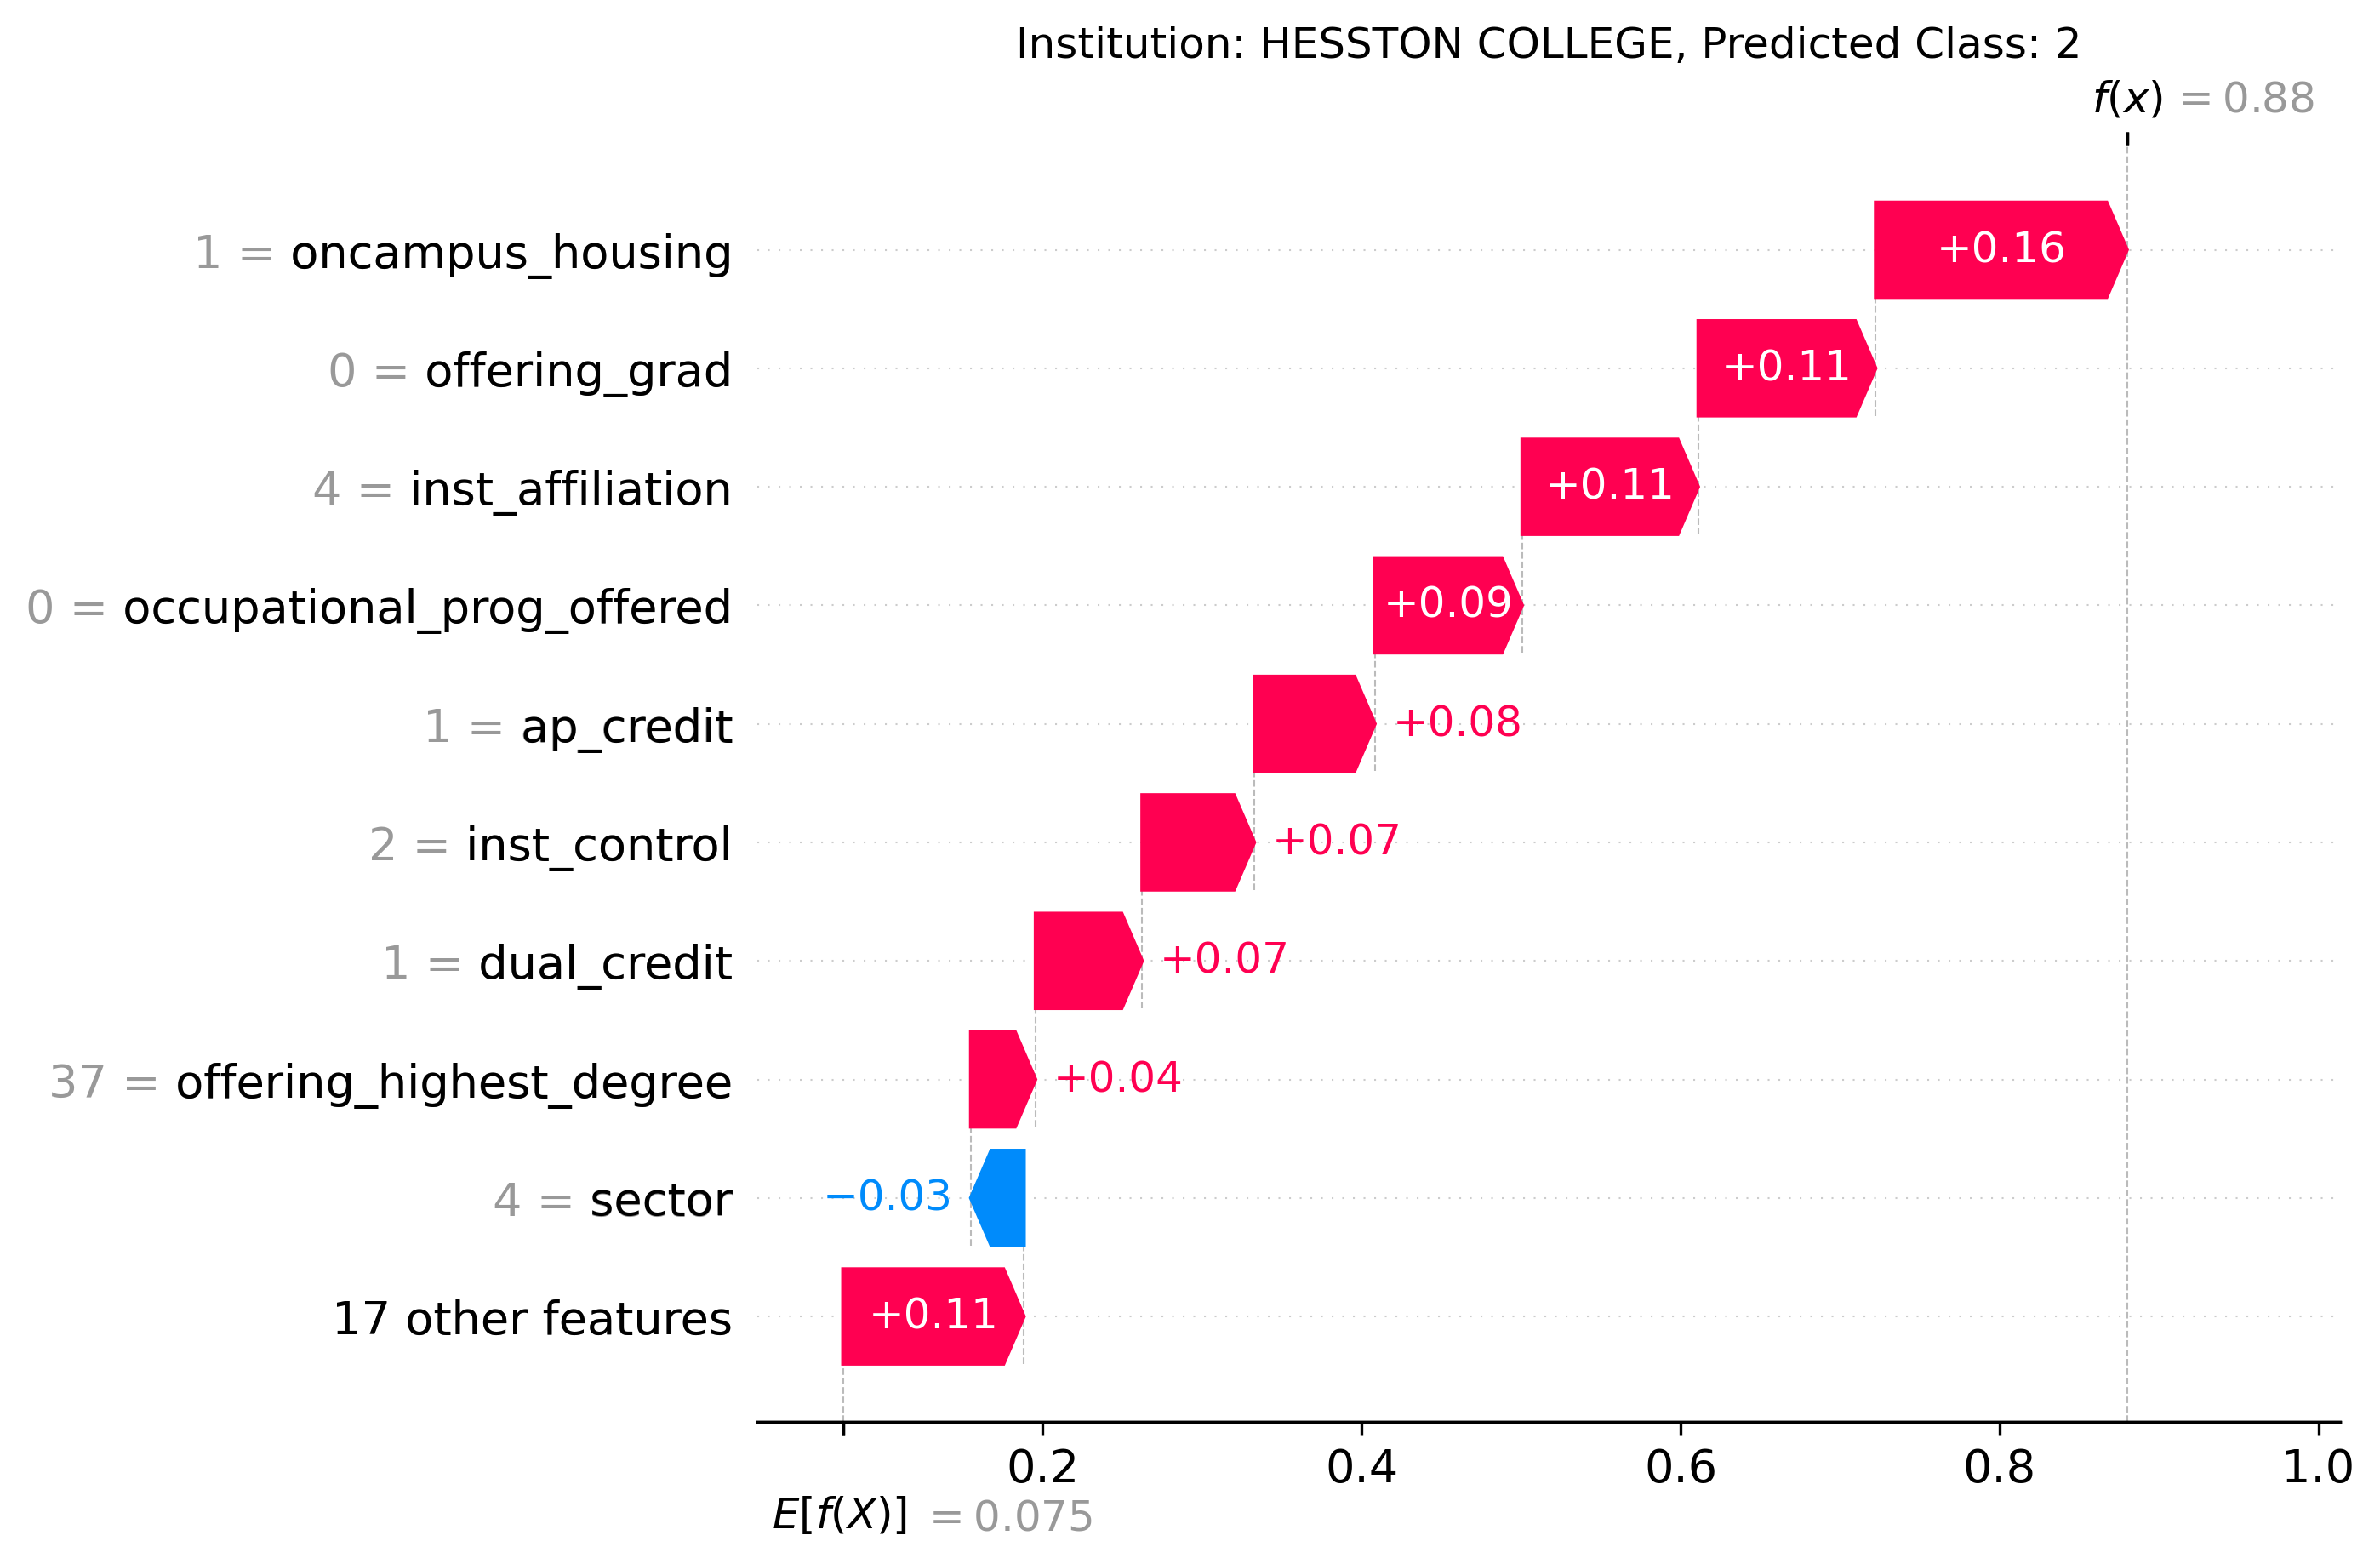 Institution: HESSTON COLLEGE, Predicted Class: 2
f(x) = 0.88
1 = oncampus_housing +0.16
0 = offering_grad +0.11
4 = inst_affiliation +0.11
0 = occupational_prog_offered +0.09
1 = ap_credit +0.08
2 = inst_control +0.07
1 = dual_credit +0.07
37 = offering_highest_degree +0.04
4 = sector −0.03
17 other features +0.11
0.2 0.4 0.6 0.8 1.0
E[f(X)] = 0.075